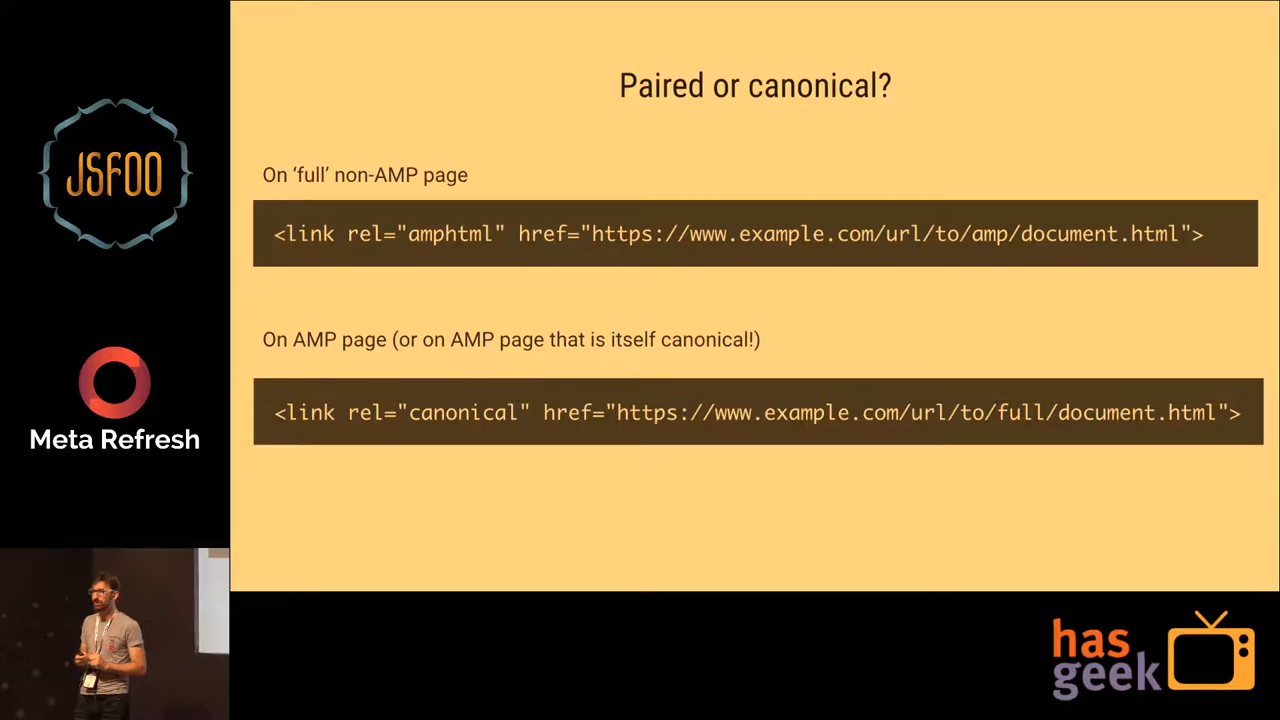 JSFOO
Meta Refresh
Paired or canonical?
On ‘full’ non-AMP page
<link rel="amphtml" href="https://www.example.com/url/to/amp/document.html">
On AMP page (or on AMP page that is itself canonical!)
<link rel="canonical" href="https://www.example.com/url/to/full/document.html">
has
geek